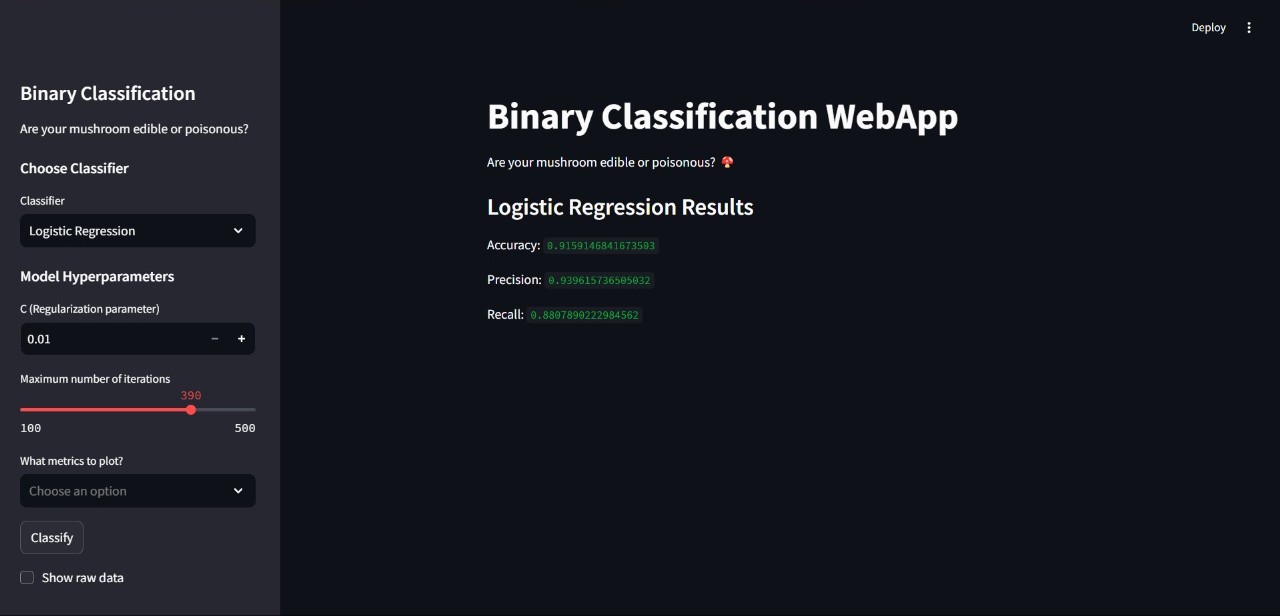 Deploy
Binary Classification
Are your mushroom edible or poisonous?
Choose Classifier
Classifier
Logistic Regression
Model Hyperparameters
C (Regularization parameter)
0.01
Maximum number of iterations
390
100 500
What metrics to plot?
Choose an option
Classify
Show raw data
Binary Classification WebApp
Are your mushroom edible or poisonous? 🍄
Logistic Regression Results
Accuracy: 0.9159146841673503
Precision: 0.939615736505032
Recall: 0.8807890222984562